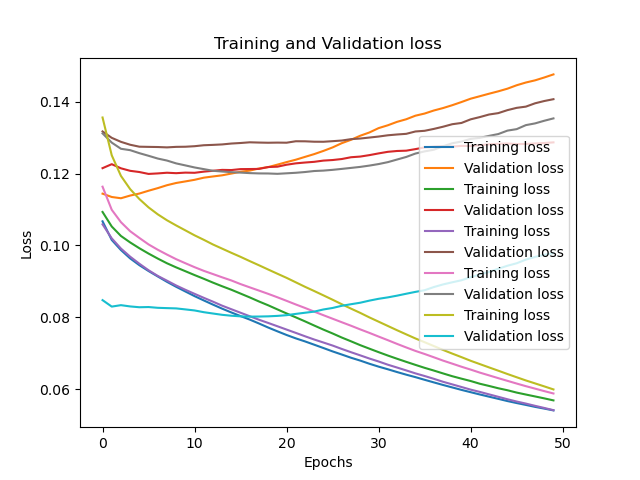 Training and Validation loss
Loss
0.14
0.12
0.10
0.08
0.06
Training loss
Validation loss
Training loss
Validation loss
Training loss
Validation loss
Training loss
Validation loss
Training loss
Validation loss
0 10 20 30 40 50
Epochs